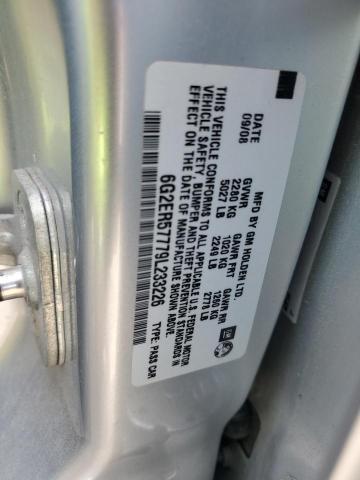 MFD BY GM HOLDEN LTD.
DATE GVWR GAWR FRT GAWR RR
09/08 2280 KG 1020 KG 1260 KG
5027 LB 2249 LB 2778 LB
THIS VEHICLE CONFORMS TO ALL APPLICABLE U.S. FEDERAL MOTOR
VEHICLE SAFETY, BUMPER AND THEFT PREVENTION STANDARDS IN
EFFECT ON THE DATE OF MANUFACTURE SHOWN ABOVE.
6G2ER57779L233226 TYPE: PASS CAR
GM